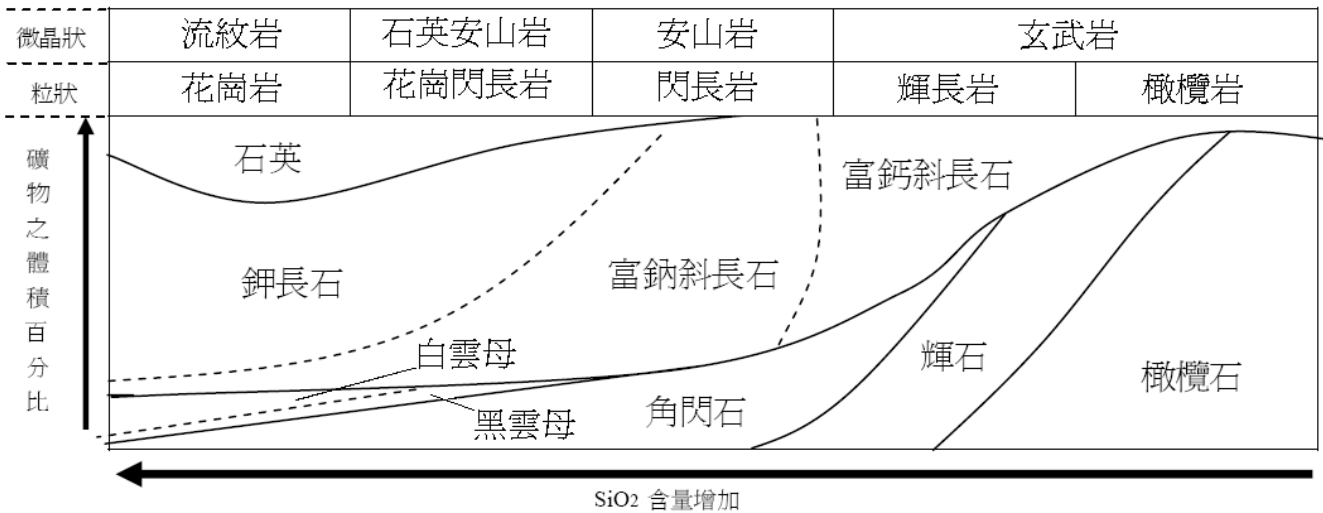 微晶狀 流紋岩 石英安山岩 安山岩 玄武岩
粒狀 花崗岩 花崗閃長岩 閃長岩 輝長岩 橄欖岩
礦物之體積百分比
石英
富鈣斜長石
鉀長石
富鈉斜長石
白雲母
輝石
橄欖石
黑雲母
角閃石
SiO2 含量增加